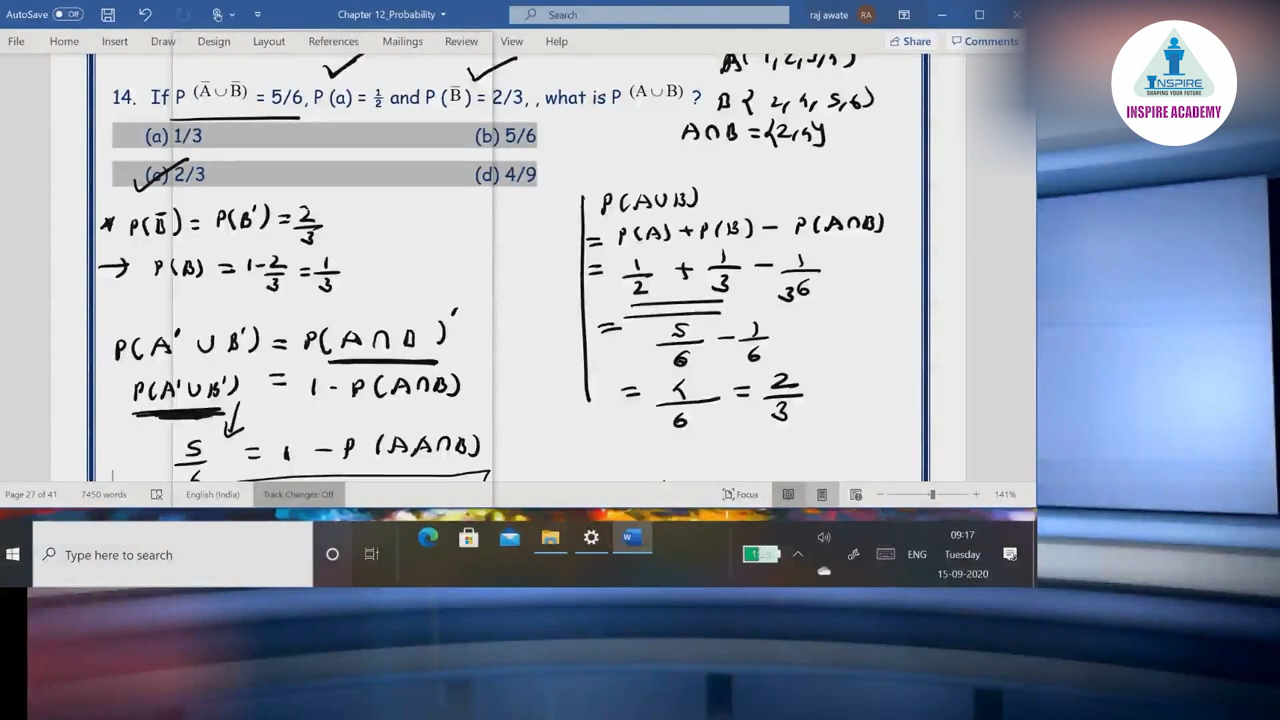 AutoSave Off Chapter 12_Probability Search raj awate RA
File Home Insert Draw Design Layout References Mailings Review View Help Share Comments
INSPIRE
SHAPING YOUR FUTURE
INSPIRE ACADEMY
14. If P (A̅ ∪ B̅) = 5/6, P (a) = ½ and P (B̅) = 2/3, , what is P (A ∪ B) ?
B { 2, 4, 5, 6)
A∩B = {2,4}
(a) 1/3 (b) 5/6
(c) 2/3 (d) 4/9
* P(B̅) = P(B') = 2/3
→ P(B) = 1-2/3 = 1/3
P(A' ∪ B') = P(A∩B)'
P(A'∪B') = 1 - P(A∩B)
5/6 = 1 - P (AA∩B)
P(A∪B)
= P(A) + P(B) - P(A∩B)
= 1/2 + 1/3 - 1/36
= 5/6 - 1/6
= 4/6 = 2/3
Page 27 of 41 7450 words English (India) Track Changes: Off Focus 141%
Type here to search ENG 09:17
Tuesday
15-09-2020